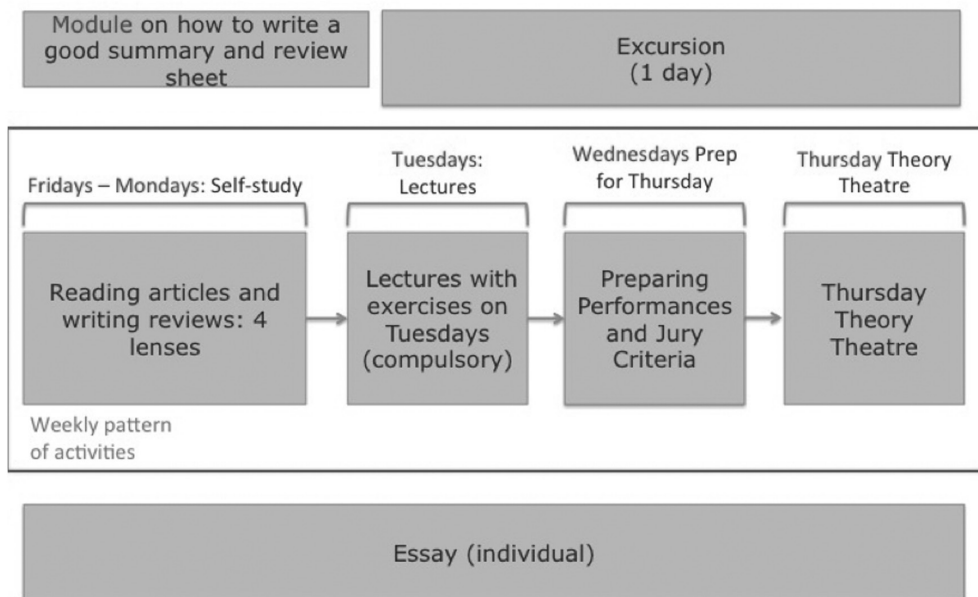 Module on how to write a
good summary and review
sheet
Excursion
(1 day)
Fridays – Mondays: Self-study
Tuesdays:
Lectures
Wednesdays Prep
for Thursday
Thursday Theory
Theatre
Reading articles and
writing reviews: 4
lenses
Lectures with
exercises on
Tuesdays
(compulsory)
Preparing
Performances
and Jury
Criteria
Thursday
Theory
Theatre
Weekly pattern
of activities
Essay (individual)